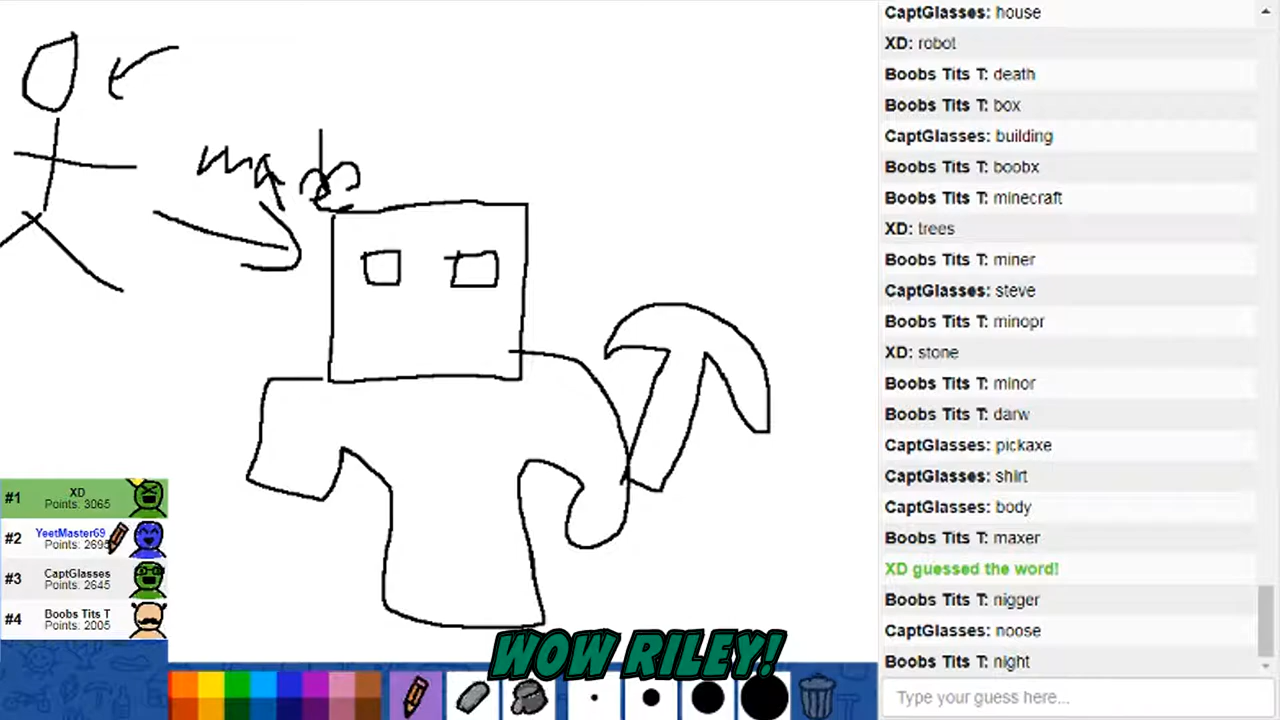 made
#1 XD
Points: 3065
#2 YeetMaster69
Points: 2695
#3 CaptGlasses
Points: 2645
#4 Boobs Tits T
Points: 2005
WOW RILEY!
CaptGlasses: house
XD: robot
Boobs Tits T: death
Boobs Tits T: box
CaptGlasses: building
Boobs Tits T: boobx
Boobs Tits T: minecraft
XD: trees
Boobs Tits T: miner
CaptGlasses: steve
Boobs Tits T: minopr
XD: stone
Boobs Tits T: minor
Boobs Tits T: darw
CaptGlasses: pickaxe
CaptGlasses: shirt
CaptGlasses: body
Boobs Tits T: maxer
XD guessed the word!
Boobs Tits T: nigger
CaptGlasses: noose
Boobs Tits T: night
Type your guess here...